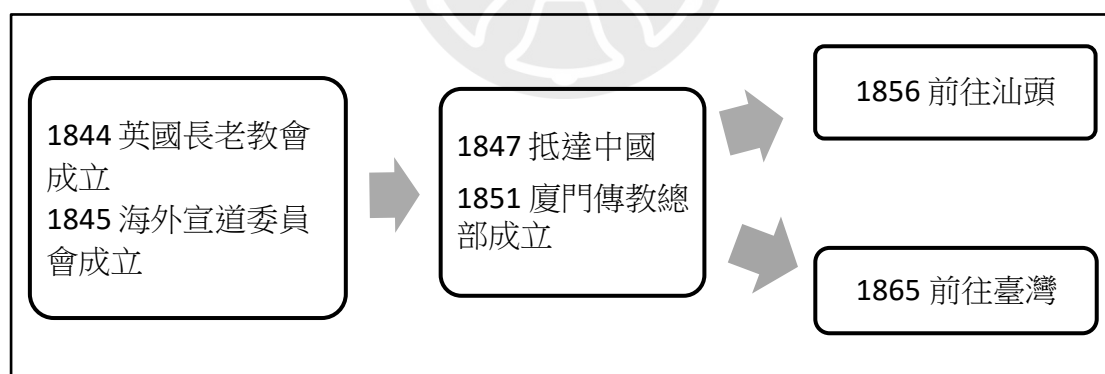 1844 英國長老教會
成立
1845 海外宣道委員
會成立
1847 抵達中國
1851 廈門傳教總
部成立
1856 前往汕頭
1865 前往臺灣